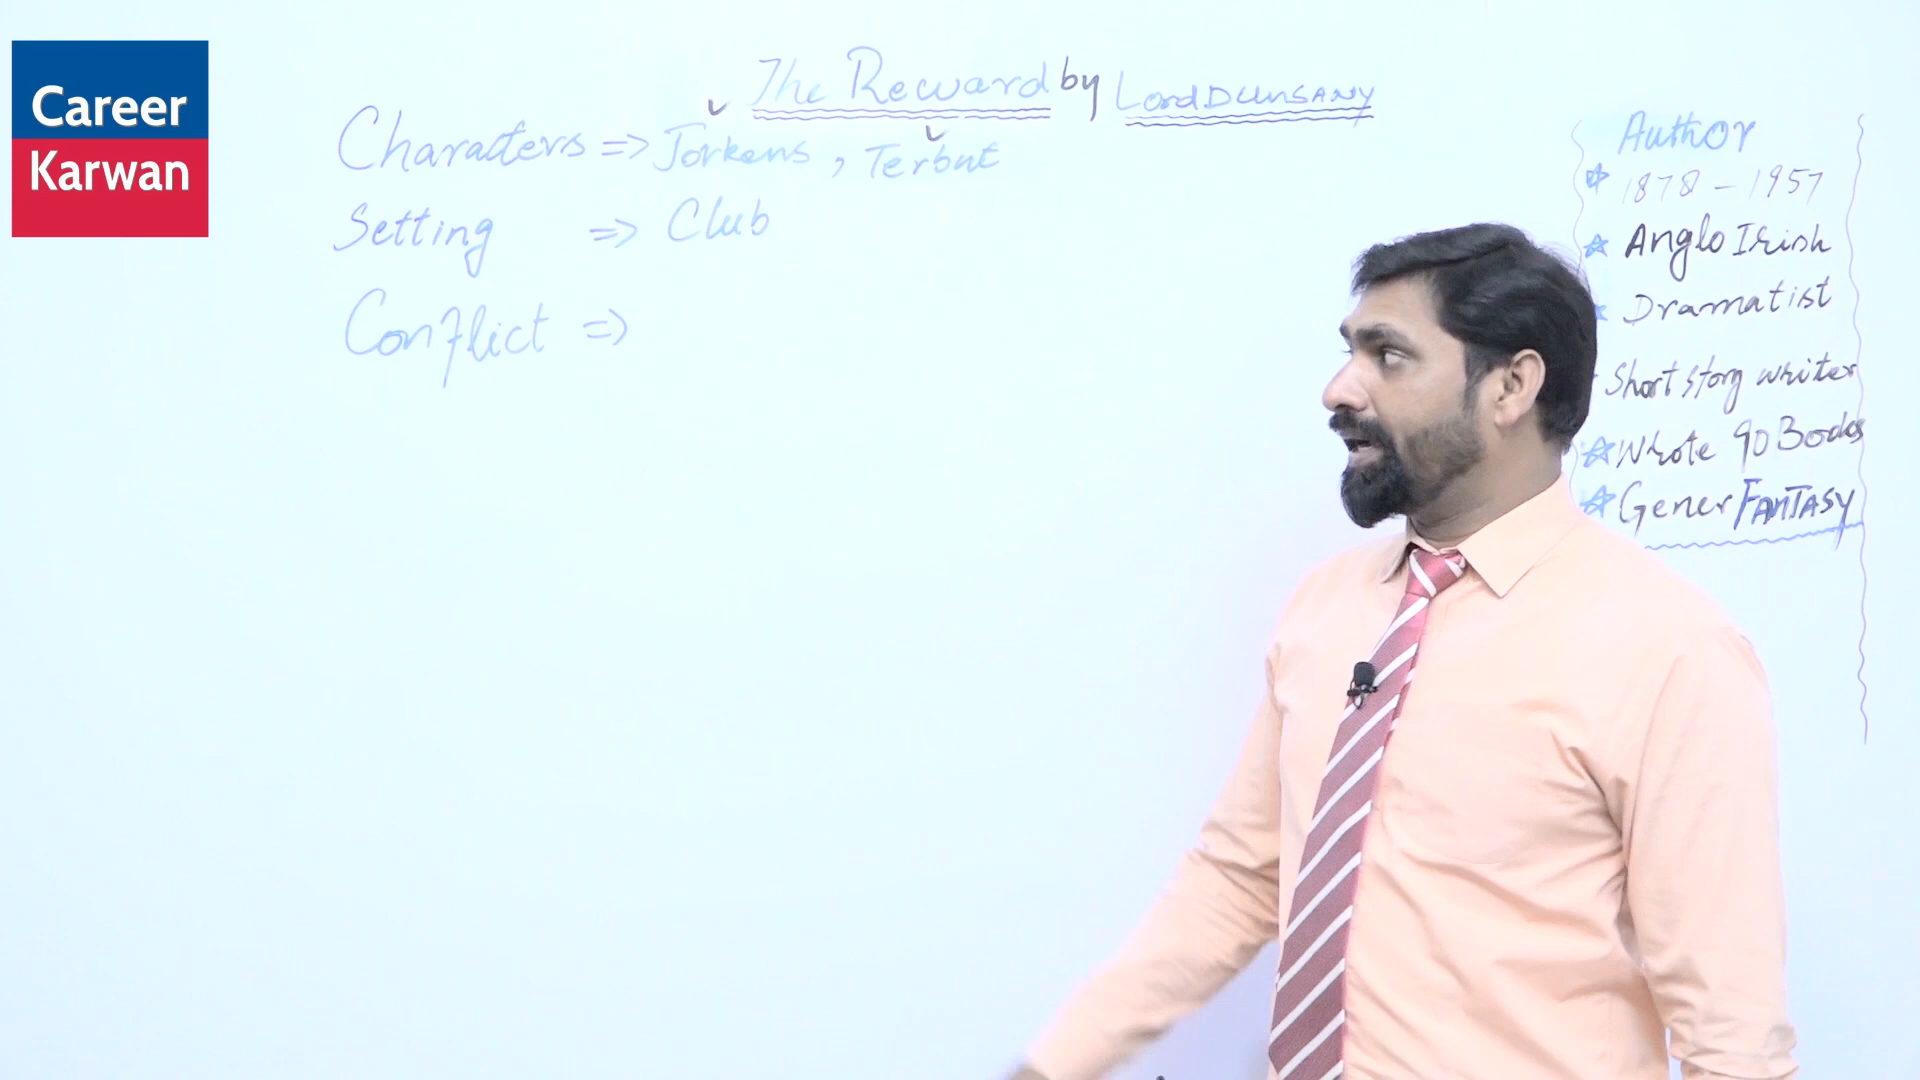 Career
Karwan
The Reward by Lord DUNSANY
Characters => Jorkens, Terbut
Setting => Club
Conflict =>
Author
1878 - 1957
Anglo Irish
Dramatist
Short story writer
Wrote 90 Books
Gener FANTASY